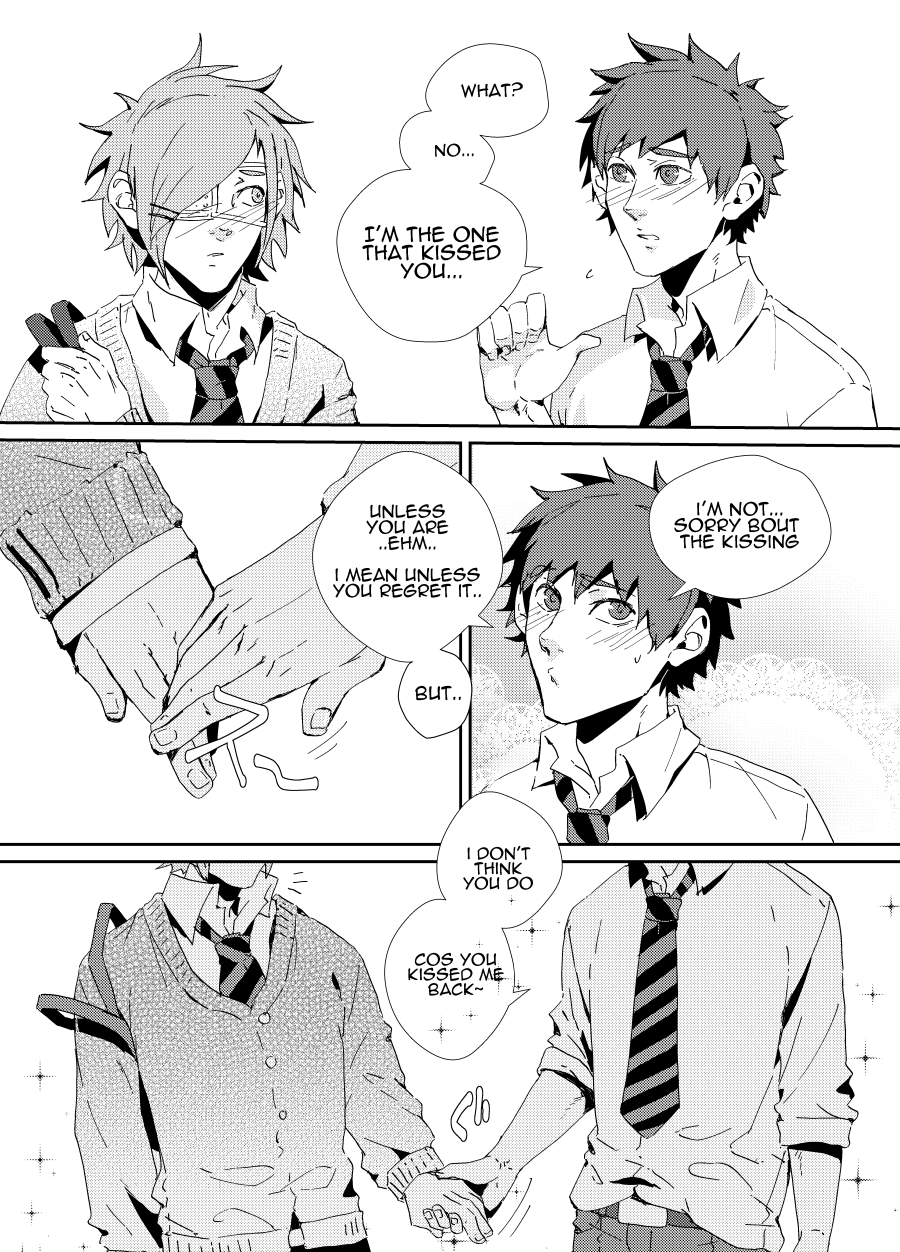 WHAT?
NO...
I'M THE ONE
THAT KISSED
YOU...
UNLESS
YOU ARE
..EHM..
I MEAN UNLESS
YOU REGRET IT..
BUT..
I'M NOT...
SORRY BOUT
THE KISSING
I DON'T
THINK
YOU DO
COS YOU
KISSED ME
BACK~